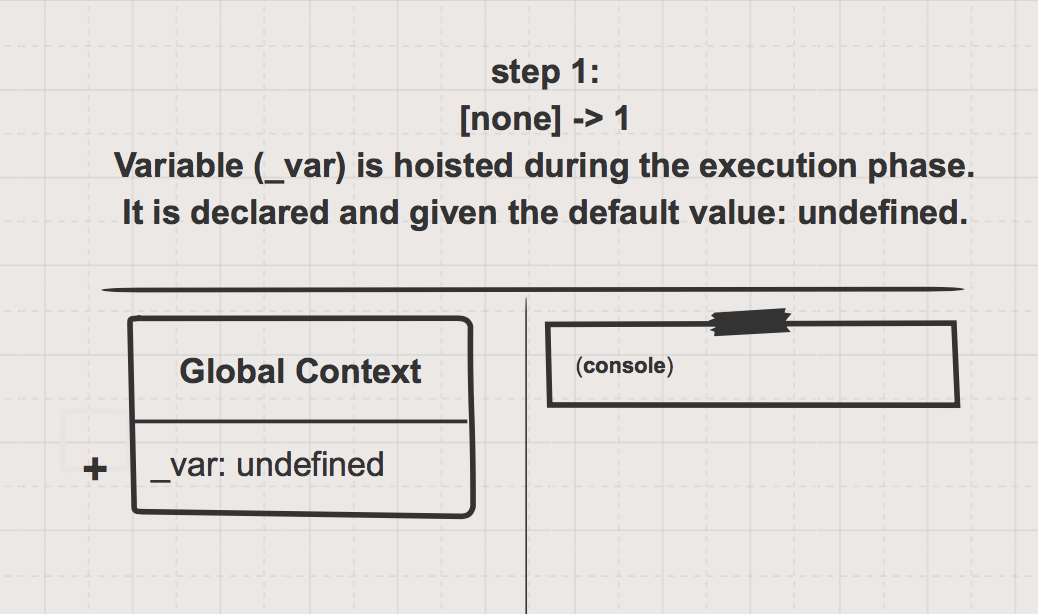 step 1:
[none] -> 1
Variable (_var) is hoisted during the execution phase.
It is declared and given the default value: undefined.
Global Context
(console)
+ _var: undefined